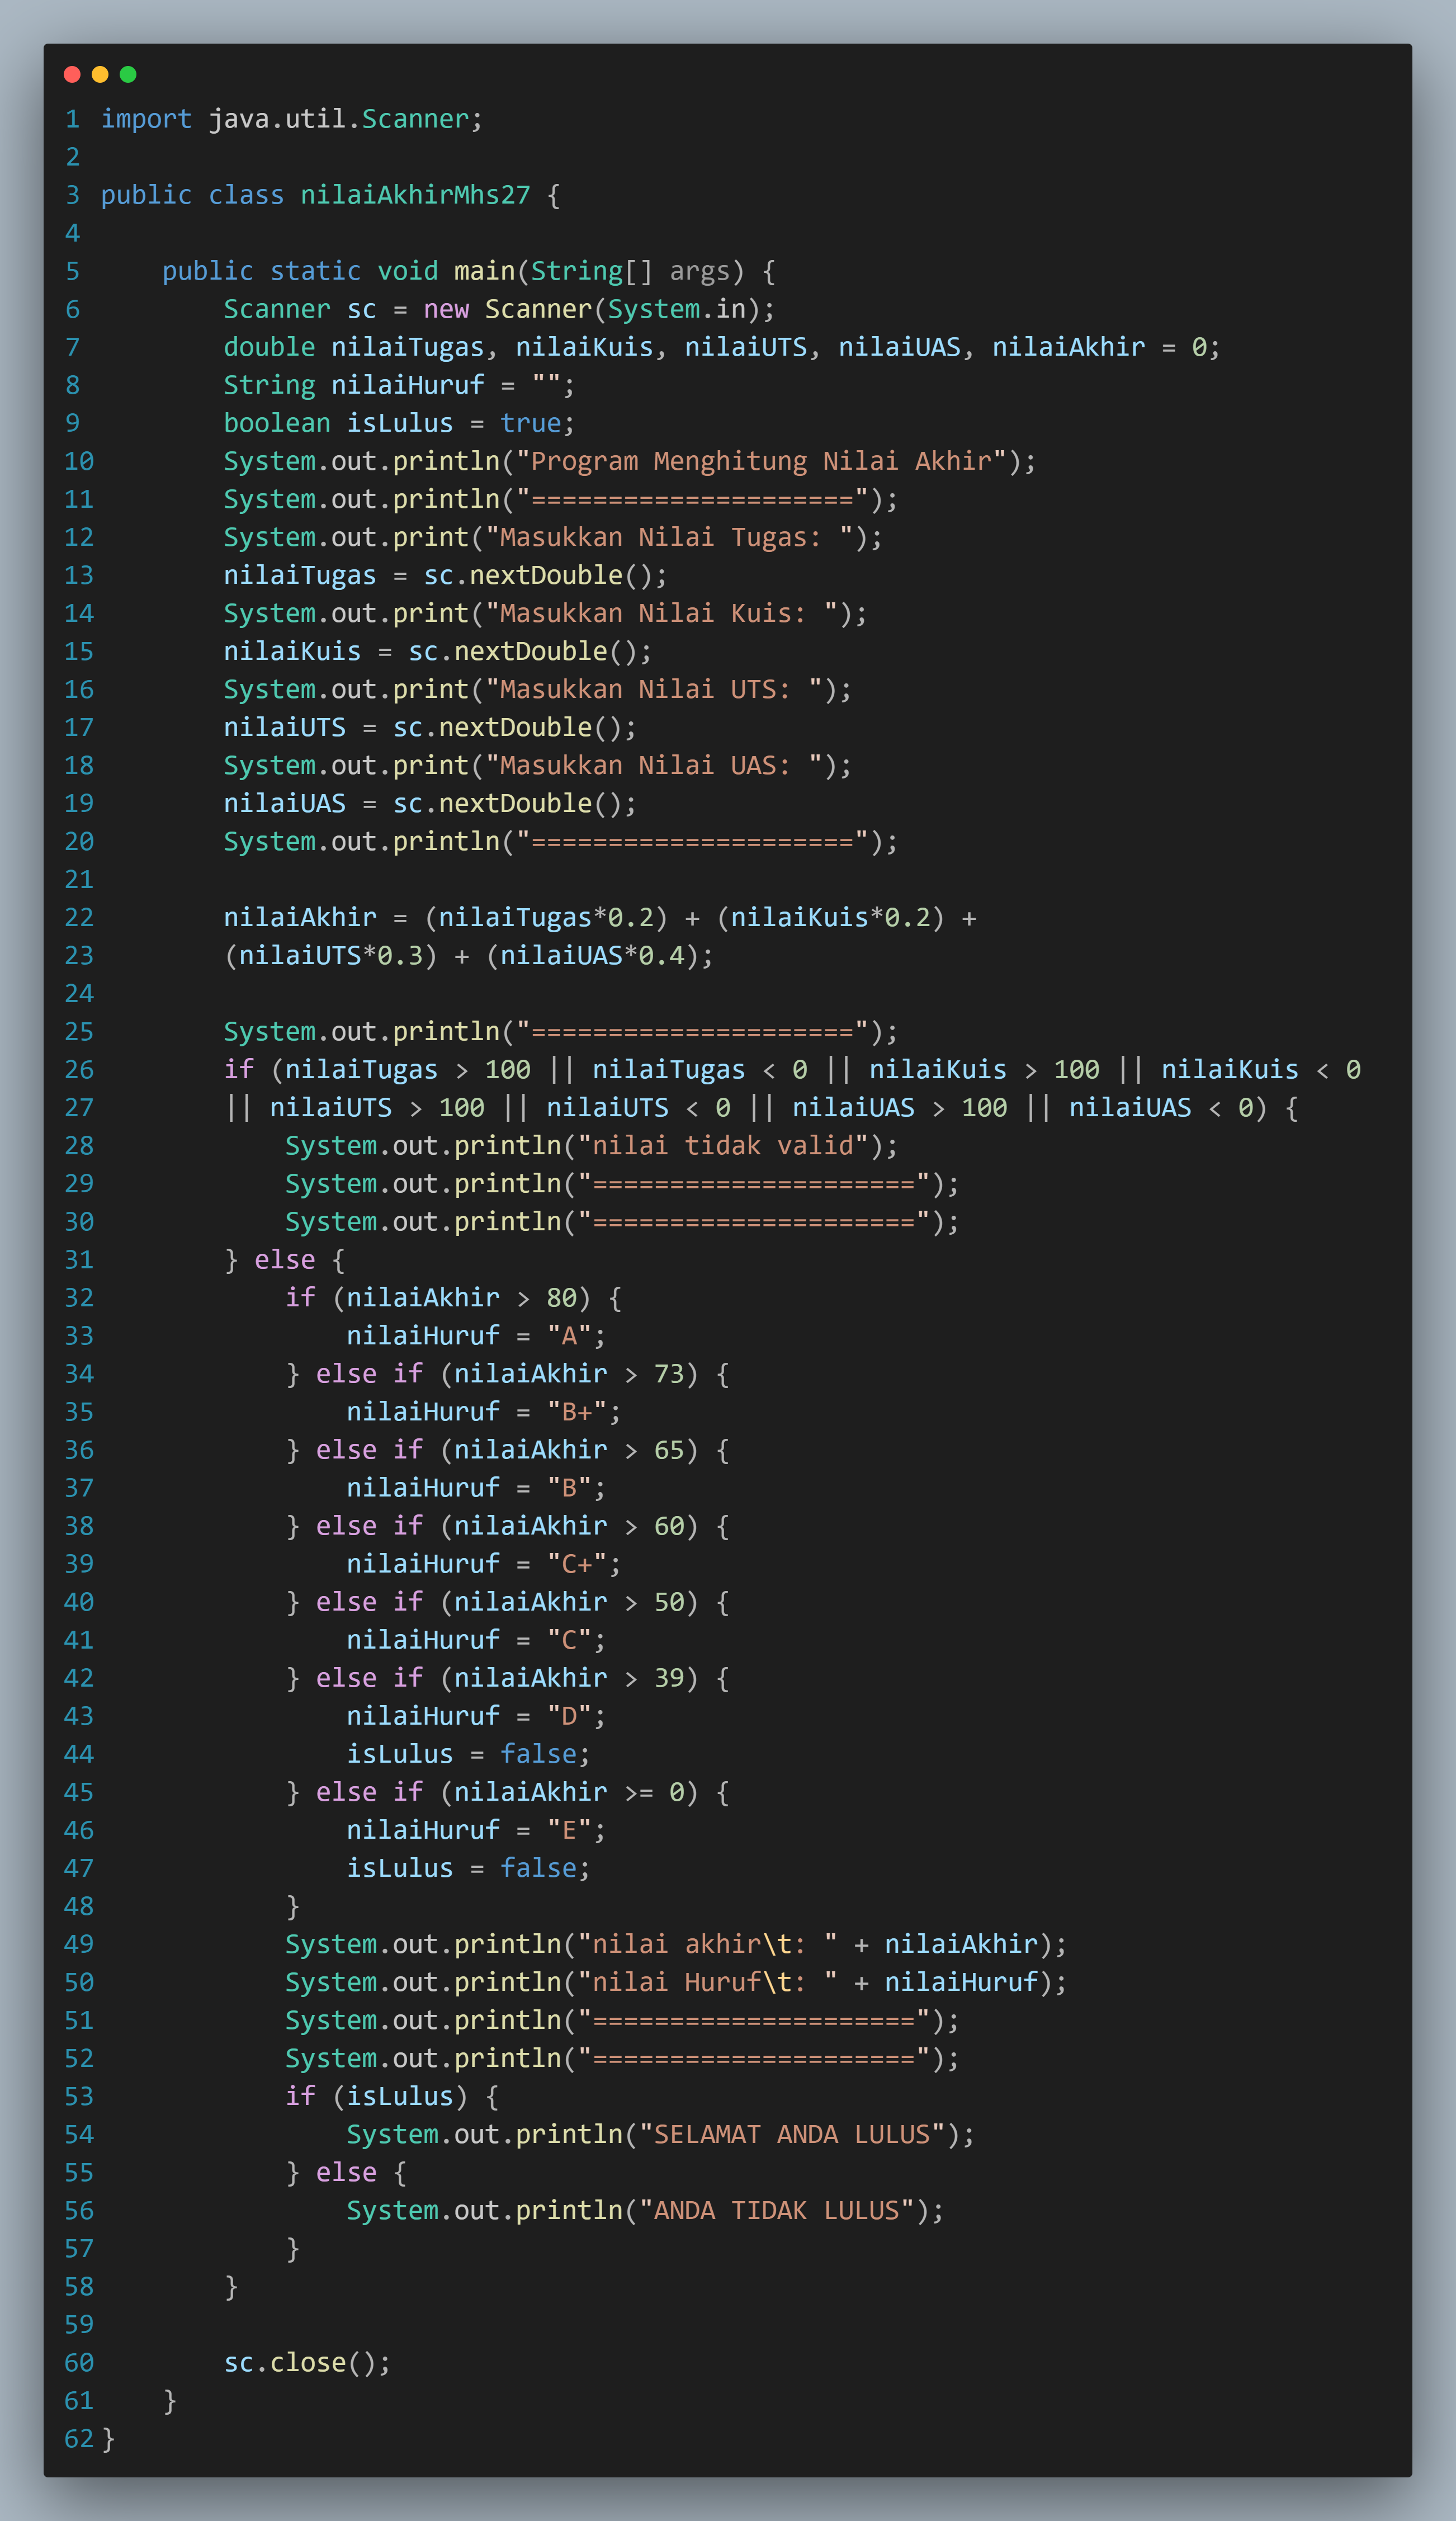 1 import java.util.Scanner;
2
3 public class nilaiAkhirMhs27 {
4
5     public static void main(String[] args) {
6         Scanner sc = new Scanner(System.in);
7         double nilaiTugas, nilaiKuis, nilaiUTS, nilaiUAS, nilaiAkhir = 0;
8         String nilaiHuruf = "";
9         boolean isLulus = true;
10         System.out.println("Program Menghitung Nilai Akhir");
11         System.out.println("=====================");
12         System.out.print("Masukkan Nilai Tugas: ");
13         nilaiTugas = sc.nextDouble();
14         System.out.print("Masukkan Nilai Kuis: ");
15         nilaiKuis = sc.nextDouble();
16         System.out.print("Masukkan Nilai UTS: ");
17         nilaiUTS = sc.nextDouble();
18         System.out.print("Masukkan Nilai UAS: ");
19         nilaiUAS = sc.nextDouble();
20         System.out.println("=====================");
21
22         nilaiAkhir = (nilaiTugas*0.2) + (nilaiKuis*0.2) +
23         (nilaiUTS*0.3) + (nilaiUAS*0.4);
24
25         System.out.println("=====================");
26         if (nilaiTugas > 100 || nilaiTugas < 0 || nilaiKuis > 100 || nilaiKuis < 0
27         || nilaiUTS > 100 || nilaiUTS < 0 || nilaiUAS > 100 || nilaiUAS < 0) {
28             System.out.println("nilai tidak valid");
29             System.out.println("=====================");
30             System.out.println("=====================");
31         } else {
32             if (nilaiAkhir > 80) {
33                 nilaiHuruf = "A";
34             } else if (nilaiAkhir > 73) {
35                 nilaiHuruf = "B+";
36             } else if (nilaiAkhir > 65) {
37                 nilaiHuruf = "B";
38             } else if (nilaiAkhir > 60) {
39                 nilaiHuruf = "C+";
40             } else if (nilaiAkhir > 50) {
41                 nilaiHuruf = "C";
42             } else if (nilaiAkhir > 39) {
43                 nilaiHuruf = "D";
44                 isLulus = false;
45             } else if (nilaiAkhir >= 0) {
46                 nilaiHuruf = "E";
47                 isLulus = false;
48             }
49             System.out.println("nilai akhir\t: " + nilaiAkhir);
50             System.out.println("nilai Huruf\t: " + nilaiHuruf);
51             System.out.println("=====================");
52             System.out.println("=====================");
53             if (isLulus) {
54                 System.out.println("SELAMAT ANDA LULUS");
55             } else {
56                 System.out.println("ANDA TIDAK LULUS");
57             }
58         }
59
60         sc.close();
61     }
62 }